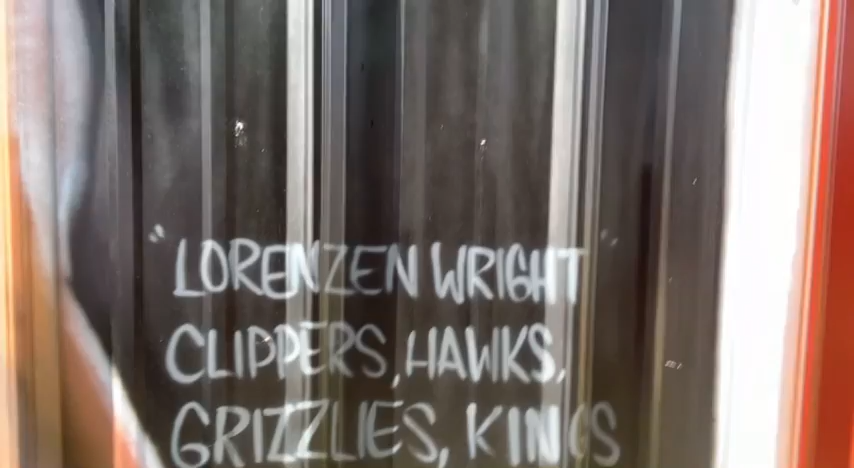 "LORENZEN WRIGHT"
CLIPPERS, HAWKS,
GRIZZLIES, KINGS